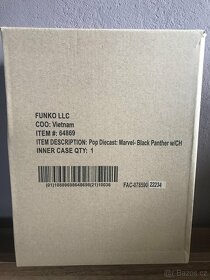 FUNKO LLC
COO: Vietnam
ITEM #: 64869
ITEM DESCRIPTION: Pop Diecast: Marvel- Black Panther w/CH
INNER CASE QTY: 1
FAC-078590 22234